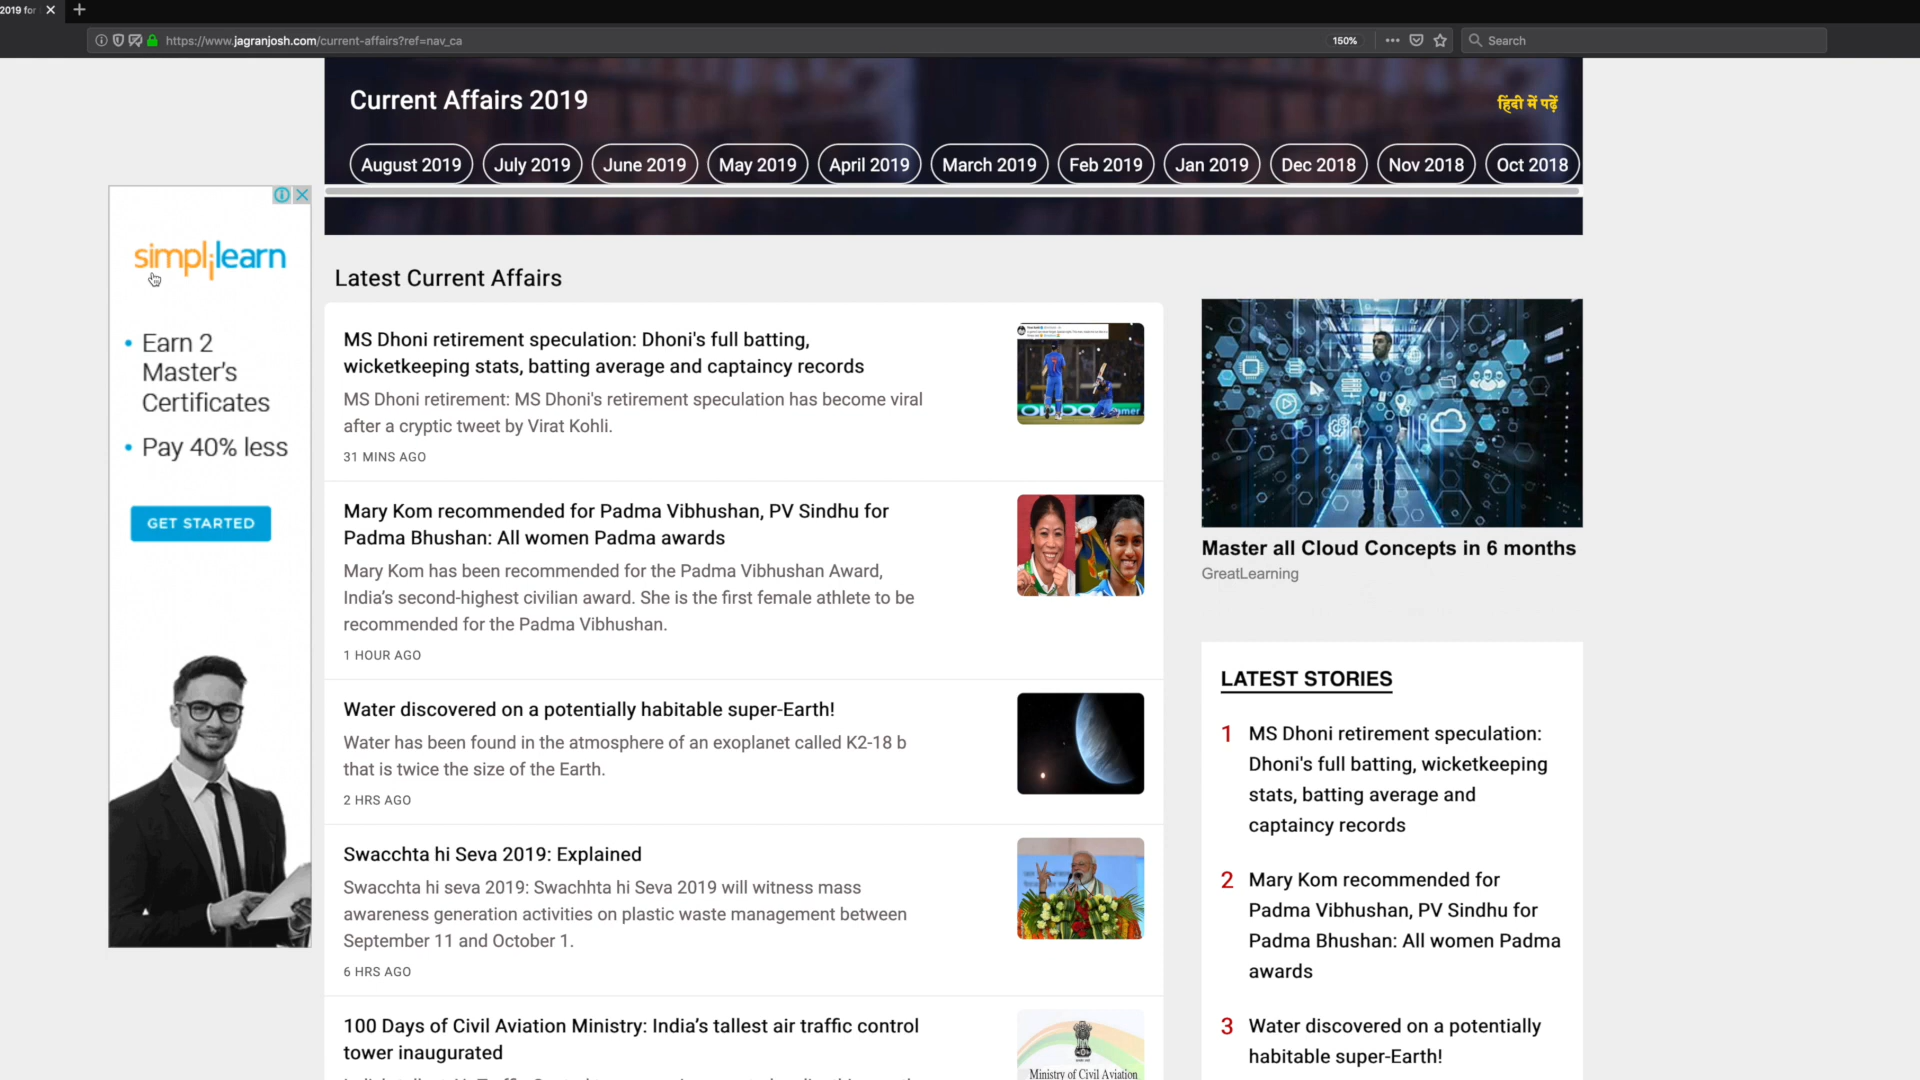 2019 for
https://www.jagranjosh.com/current-affairs?ref=nav_ca
150%
Search
Current Affairs 2019
हिंदी में पढ़ें
August 2019
July 2019
June 2019
May 2019
April 2019
March 2019
Feb 2019
Jan 2019
Dec 2018
Nov 2018
Oct 2018
simplilearn
Earn 2
Master's
Certificates
Pay 40% less
GET STARTED
Latest Current Affairs
MS Dhoni retirement speculation: Dhoni's full batting,
wicketkeeping stats, batting average and captaincy records
MS Dhoni retirement: MS Dhoni's retirement speculation has become viral
after a cryptic tweet by Virat Kohli.
31 MINS AGO
Mary Kom recommended for Padma Vibhushan, PV Sindhu for
Padma Bhushan: All women Padma awards
Mary Kom has been recommended for the Padma Vibhushan Award,
India's second-highest civilian award. She is the first female athlete to be
recommended for the Padma Vibhushan.
1 HOUR AGO
Water discovered on a potentially habitable super-Earth!
Water has been found in the atmosphere of an exoplanet called K2-18 b
that is twice the size of the Earth.
2 HRS AGO
Swacchta hi Seva 2019: Explained
Swacchta hi seva 2019: Swachhta hi Seva 2019 will witness mass
awareness generation activities on plastic waste management between
September 11 and October 1.
6 HRS AGO
100 Days of Civil Aviation Ministry: India's tallest air traffic control
tower inaugurated
Ministry of Civil Aviation
Master all Cloud Concepts in 6 months
GreatLearning
LATEST STORIES
1 MS Dhoni retirement speculation:
Dhoni's full batting, wicketkeeping
stats, batting average and
captaincy records
2 Mary Kom recommended for
Padma Vibhushan, PV Sindhu for
Padma Bhushan: All women Padma
awards
3 Water discovered on a potentially
habitable super-Earth!